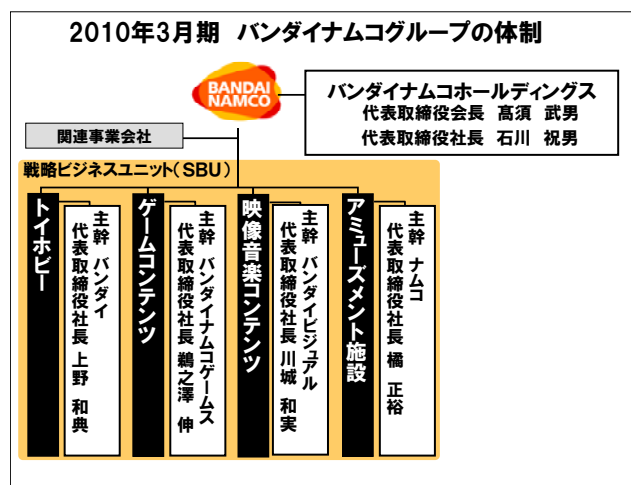 2010年3月期 バンダイナムコグループの体制
BANDAI
NAMCO
バンダイナムコホールディングス
代表取締役会長 髙須 武男
代表取締役社長 石川 祝男
関連事業会社
戦略ビジネスユニット(SBU)
トイホビー
主幹 バンダイ
代表取締役社長 上野 和典
ゲームコンテンツ
主幹 バンダイナムコゲームス
代表取締役社長 鵜之澤 伸
映像音楽コンテンツ
主幹 バンダイビジュアル
代表取締役社長 川城 和実
アミューズメント施設
主幹 ナムコ
代表取締役社長 橘 正裕